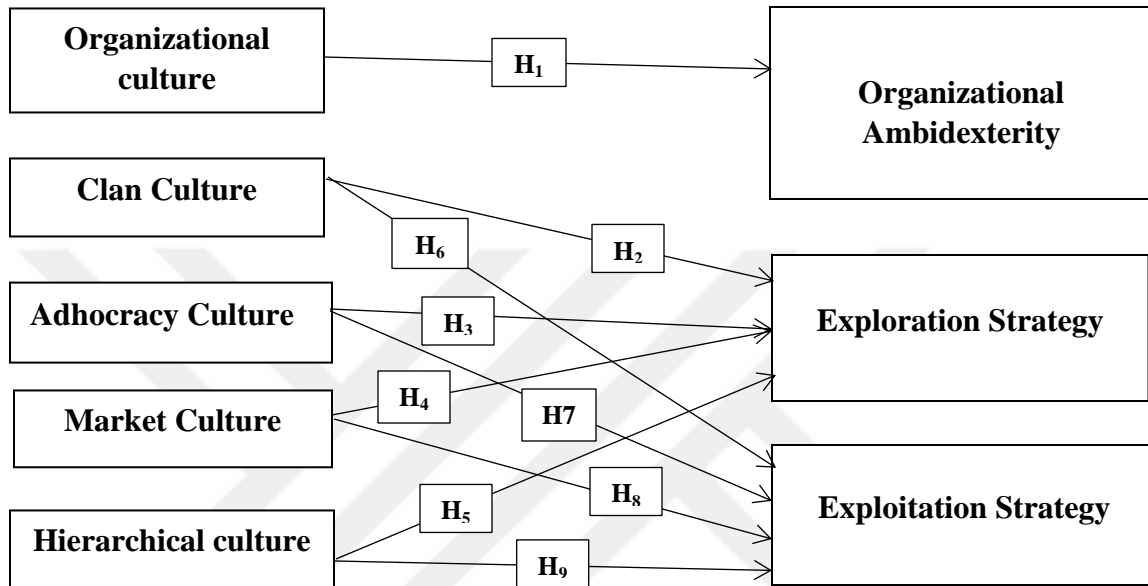 Organizational
culture
H₁
Organizational
Ambidexterity
Clan Culture
H₆
H₂
Adhocracy Culture
H₃
Exploration Strategy
Market Culture
H₄
H7
Hierarchical culture
H₅
H₈
Exploitation Strategy
H₉